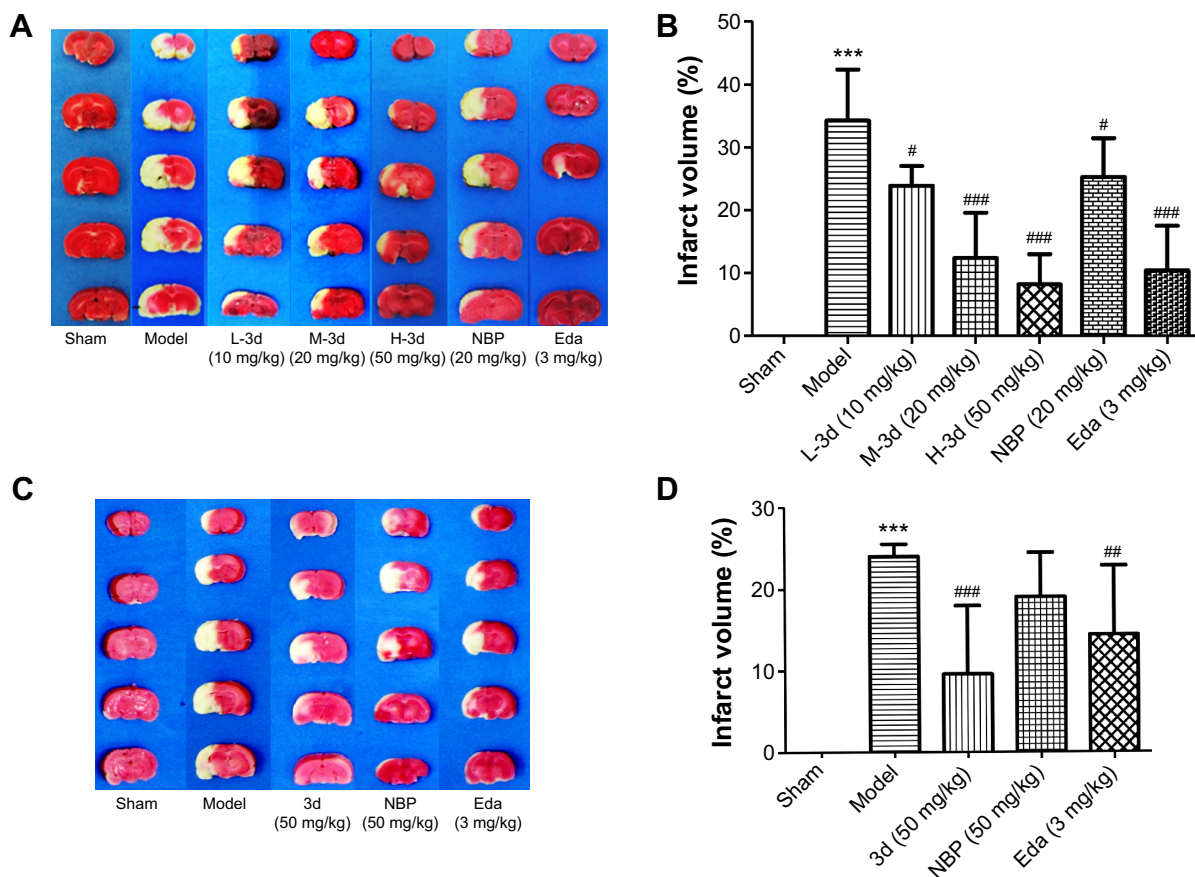 A
Sham
Model
L-3d
(10 mg/kg)
M-3d
(20 mg/kg)
H-3d
(50 mg/kg)
NBP
(20 mg/kg)
Eda
(3 mg/kg)
B
Infarct volume (%)
50
40
30
20
10
0
***
#
###
###
#
###
Sham
Model
L-3d (10 mg/kg)
M-3d (20 mg/kg)
H-3d (50 mg/kg)
NBP (20 mg/kg)
Eda (3 mg/kg)
C
Sham
Model
3d
(50 mg/kg)
NBP
(50 mg/kg)
Eda
(3 mg/kg)
D
Infarct volume (%)
30
20
10
0
***
###
##
Sham
Model
3d (50 mg/kg)
NBP (50 mg/kg)
Eda (3 mg/kg)